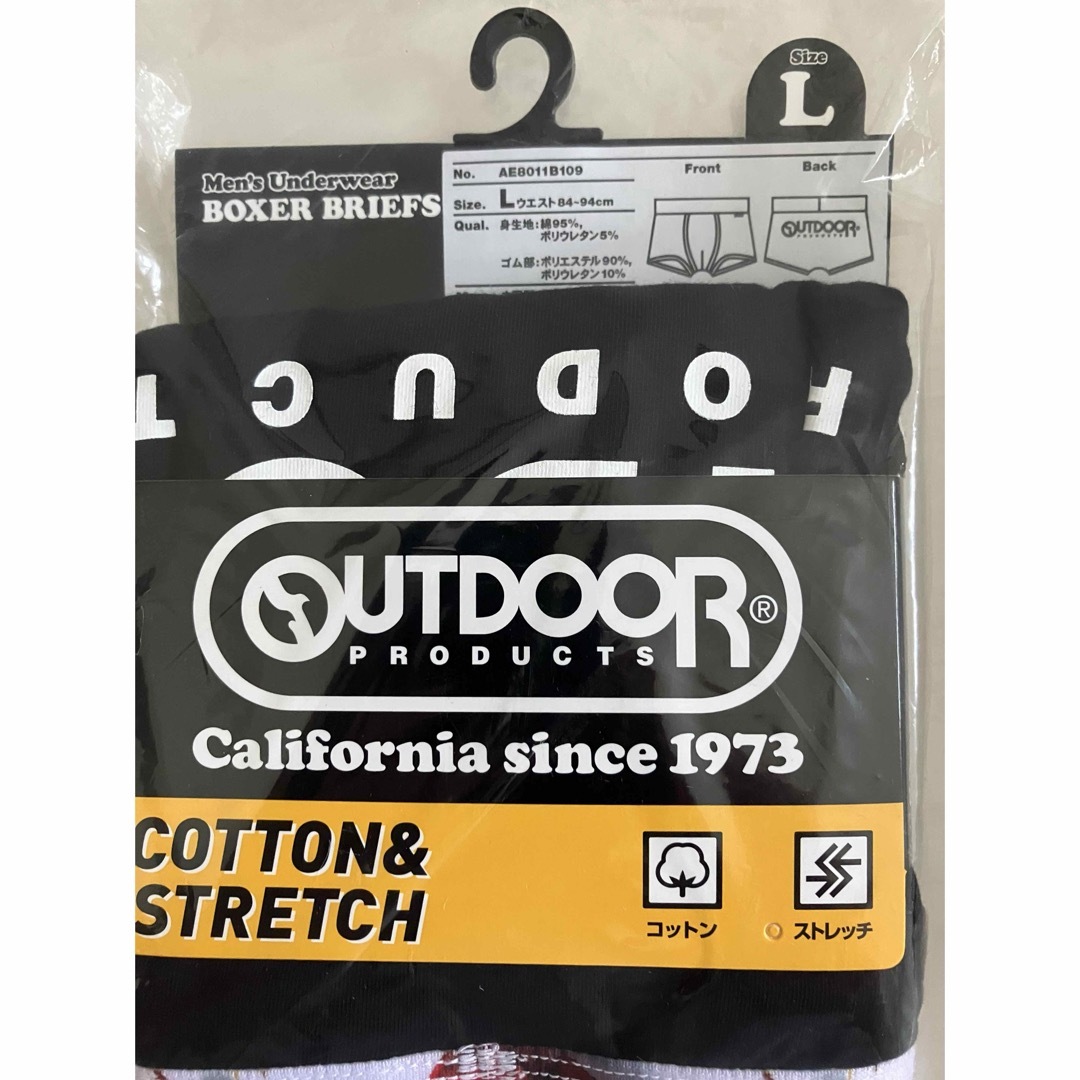 Size
L
Men's Underwear
BOXER BRIEFS
No. AE8011B109
Size. Lウエスト84~94cm
Qual. 身生地:綿95%,
ポリウレタン5%
ゴム部:ポリエステル90%,
ポリウレタン10%
Front
Back
OUTDOOR
PRODUCTS
ODUCT
OUTDOOR®
PRODUCTS
California since 1973
COTTON&
STRETCH
コットン
ストレッチ